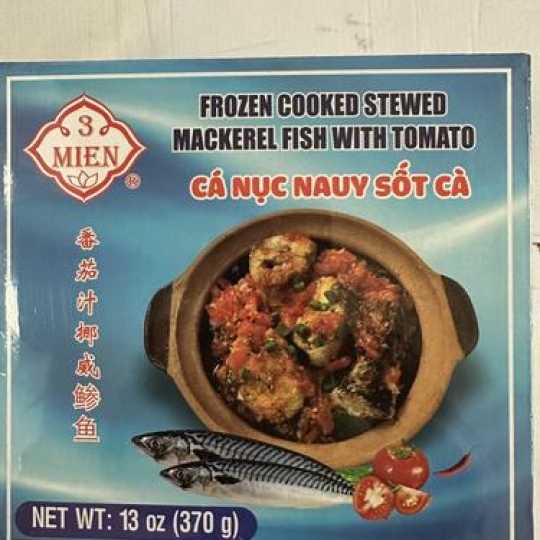 3
MIEN
®
FROZEN COOKED STEWED
MACKEREL FISH WITH TOMATO
CÁ NỤC NAUY SỐT CÀ
番茄汁挪威鲹鱼
NET WT: 13 oz (370 g)